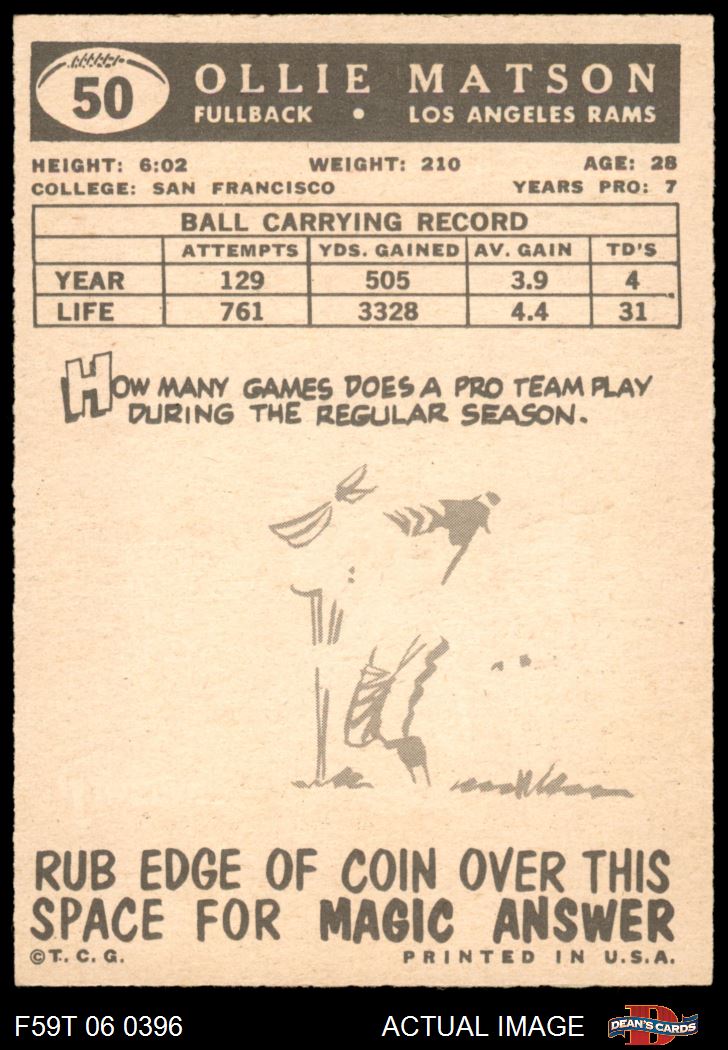 50
OLLIE MATSON
FULLBACK • LOS ANGELES RAMS
HEIGHT: 6:02 WEIGHT: 210 AGE: 28
COLLEGE: SAN FRANCISCO YEARS PRO: 7
BALL CARRYING RECORD
ATTEMPTS YDS. GAINED AV. GAIN TD'S
YEAR 129 505 3.9 4
LIFE 761 3328 4.4 31
HOW MANY GAMES DOES A PRO TEAM PLAY
DURING THE REGULAR SEASON.
RUB EDGE OF COIN OVER THIS
SPACE FOR MAGIC ANSWER
©T.C.G. PRINTED IN U.S.A.
F59T 06 0396 ACTUAL IMAGE D DEAN'S CARDS